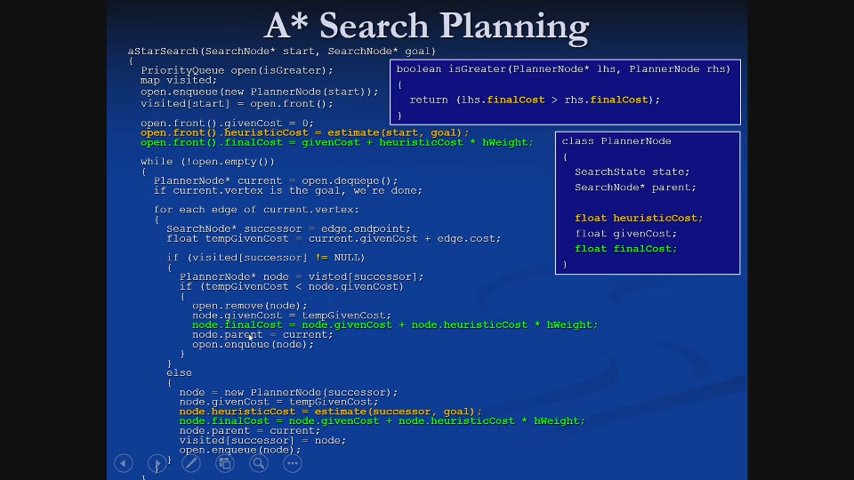 A* Search Planning
aStarSearch(SearchNode* start, SearchNode* goal)
{
PriorityQueue open(isGreater);
map visited;
open.enqueue(new PlannerNode(start));
visited[start] = open.front();
open.front().givenCost = 0;
open.front().heuristicCost = estimate(start, goal);
open.front().finalCost = givenCost + heuristicCost * hWeight;
while (!open.empty())
{
PlannerNode* current = open.dequeue();
if current.vertex is the goal, we're done;
for each edge of current.vertex:
{
SearchNode* successor = edge.endpoint;
float tempGivenCost = current.givenCost + edge.cost;
if (visited[successor] != NULL)
{
PlannerNode* node = visted[successor];
if (tempGivenCost < node.givenCost)
{
open.remove(node);
node.givenCost = tempGivenCost;
node.finalCost = node.givenCost + node.heuristicCost * hWeight;
node.parent = current;
open.enqueue(node);
}
}
else
{
node = new PlannerNode(successor);
node.givenCost = tempGivenCost;
node.heuristicCost = estimate(successor, goal);
node.finalCost = node.givenCost + node.heuristicCost * hWeight;
node.parent = current;
visited[successor] = node;
open.enqueue(node);
}
}
boolean isGreater(PlannerNode* lhs, PlannerNode rhs)
{
return (lhs.finalCost > rhs.finalCost);
}
class PlannerNode
{
SearchState state;
SearchNode* parent;
float heuristicCost;
float givenCost;
float finalCost;
}